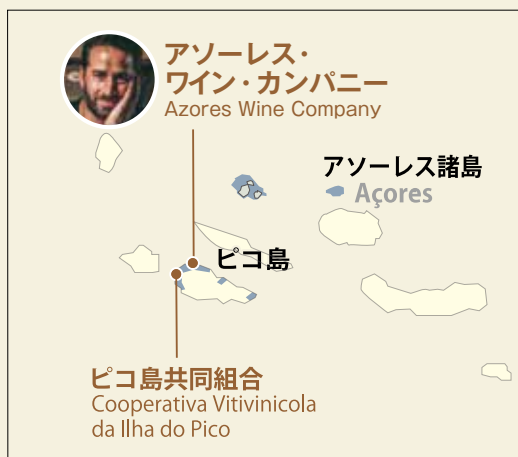 アソーレス・
ワイン・カンパニー
Azores Wine Company
アソーレス諸島
Açores
ピコ島
ピコ島共同組合
Cooperativa Vitivinicola
da Ilha do Pico